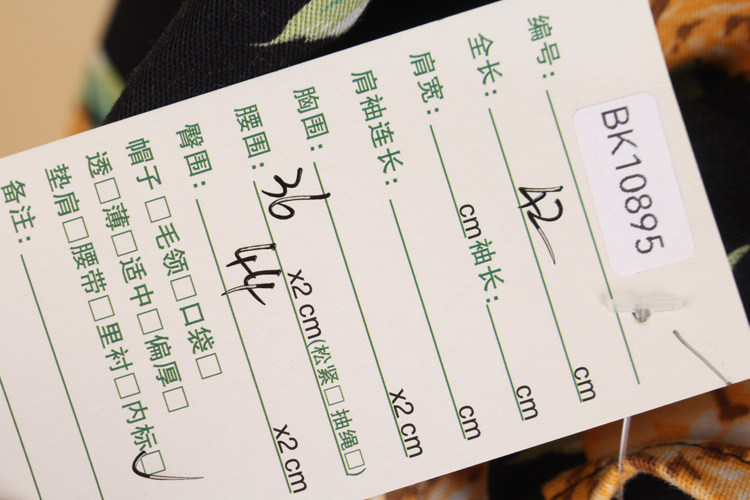 编号: BK10895
全长: 42 cm
肩宽: cm 袖长: cm
肩袖连长: cm
胸围: x2 cm
腰围: 36 x2 cm(松紧□ 抽绳□)
臀围: 44 x2 cm
帽子□ 毛领□ 口袋□
透□ 薄□ 适中□ 偏厚□
垫肩□ 腰带□ 里衬□ 内标□
备注: